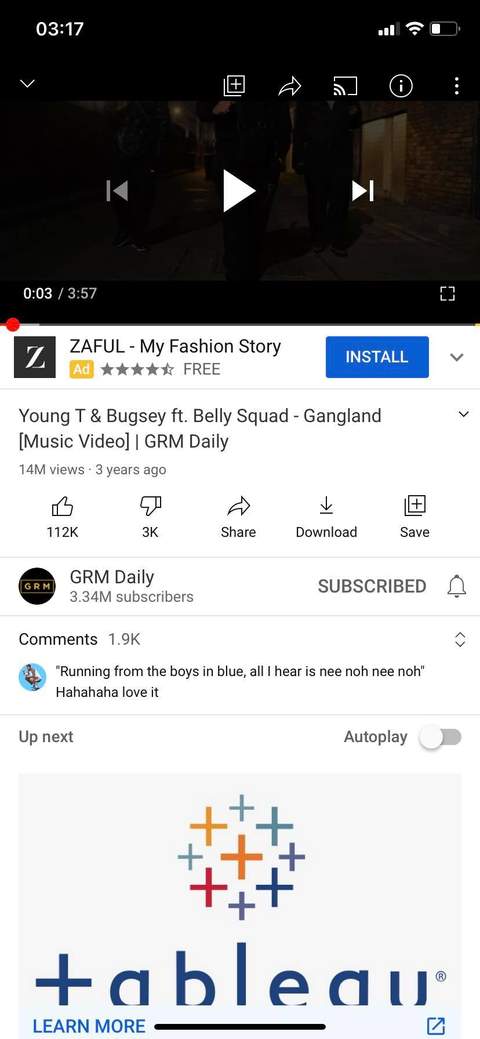 03:17
0:03 / 3:57
Z
ZAFUL - My Fashion Story
Ad
FREE
INSTALL
Young T & Bugsey ft. Belly Squad - Gangland
[Music Video] | GRM Daily
14M views · 3 years ago
112K
3K
Share
Download
Save
GRM
GRM Daily
3.34M subscribers
SUBSCRIBED
Comments 1.9K
"Running from the boys in blue, all I hear is nee noh nee noh"
Hahahaha love it
Up next
Autoplay
+ableau®
LEARN MORE